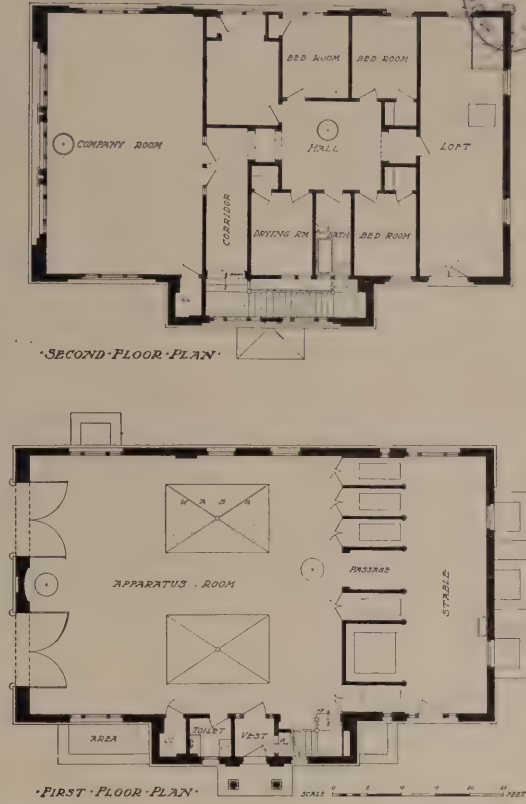 BED ROOM
BED ROOM
COMPANY ROOM
HALL
LOFT
CORRIDOR
DRYING RM
BATH
BED ROOM
·SECOND·FLOOR·PLAN·
WASH
PASSAGE
APPARATUS·ROOM
STABLE
TOILET
VEST
AREA
·FIRST·FLOOR·PLAN·
SCALE
FEET